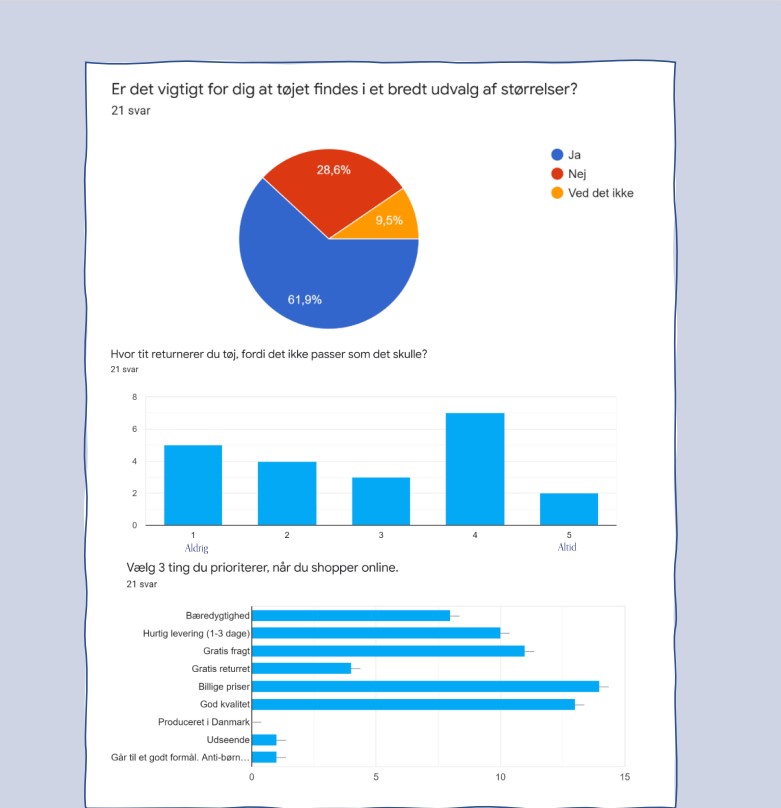 Er det vigtigt for dig at tøjet findes i et bredt udvalg af størrelser?
21 svar
28,6%
9,5%
61,9%
Ja
Nej
Ved det ikke
Hvor tit returnerer du tøj, fordi det ikke passer som det skulle?
21 svar
8
6
4
2
0
1
2
3
4
5
Aldrig
Altid
Vælg 3 ting du prioriterer, når du shopper online.
21 svar
Bæredygtighed
Hurtig levering (1-3 dage)
Gratis fragt
Gratis returret
Billige priser
God kvalitet
Produceret i Danmark
Udseende
Går til et godt formål. Anti-børn...
0
5
10
15